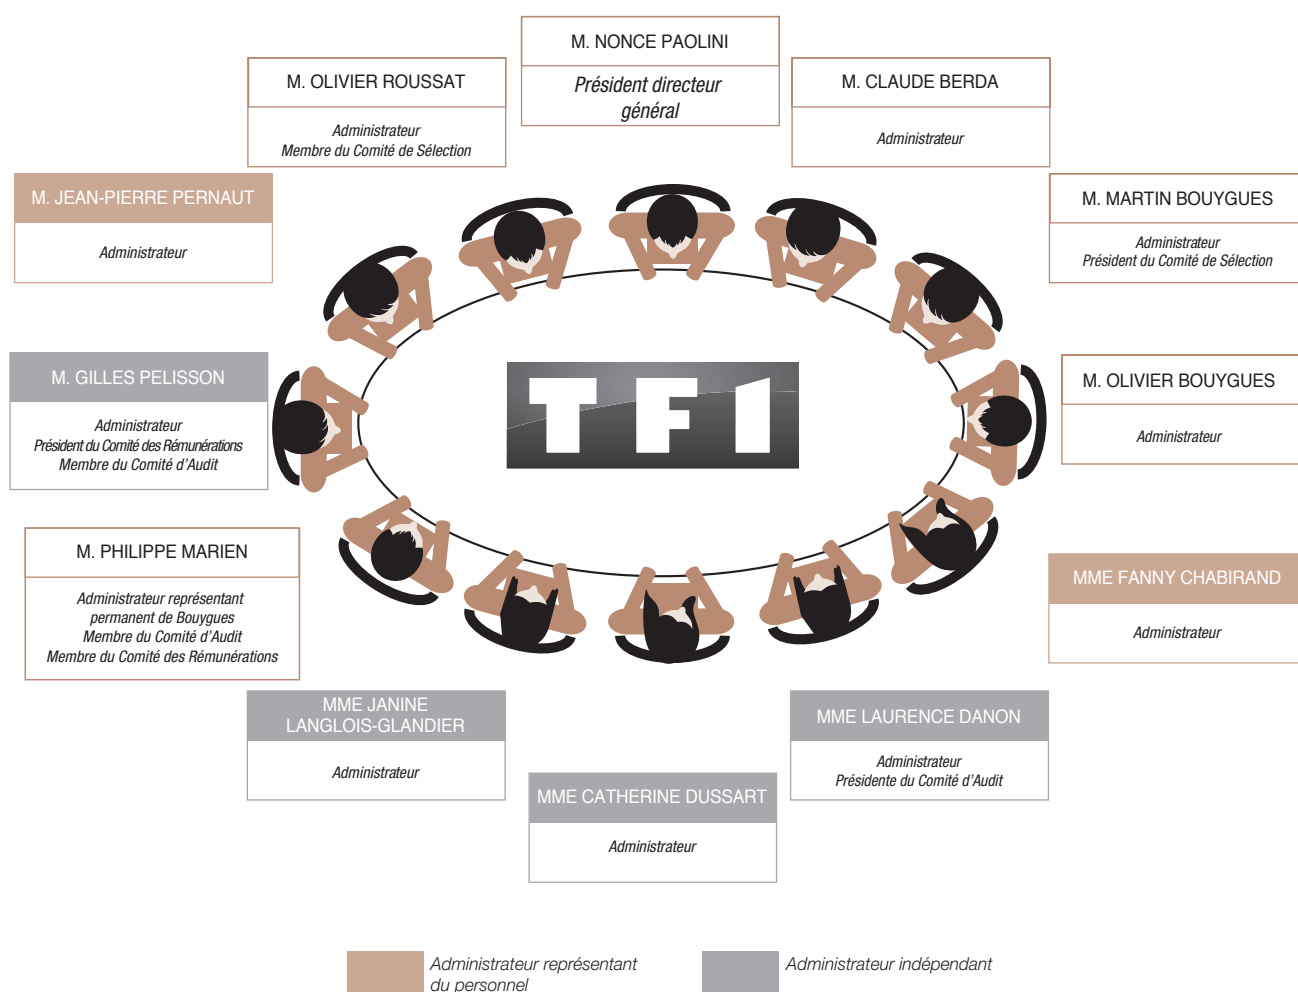 M. NONCE PAOLINI
Président directeur
général
M. OLIVIER ROUSSAT
Administrateur
Membre du Comité de Sélection
M. CLAUDE BERDA
Administrateur
M. JEAN-PIERRE PERNAUT
Administrateur
M. MARTIN BOUYGUES
Administrateur
Président du Comité de Sélection
M. GILLES PELISSON
Administrateur
Président du Comité des Rémunérations
Membre du Comité d'Audit
TF1
M. OLIVIER BOUYGUES
Administrateur
M. PHILIPPE MARIEN
Administrateur représentant
permanent de Bouygues
Membre du Comité d'Audit
Membre du Comité des Rémunérations
MME FANNY CHABIRAND
Administrateur
MME JANINE
LANGLOIS-GLANDIER
Administrateur
MME LAURENCE DANON
Administrateur
Présidente du Comité d'Audit
MME CATHERINE DUSSART
Administrateur
Administrateur représentant
du personnel
Administrateur indépendant